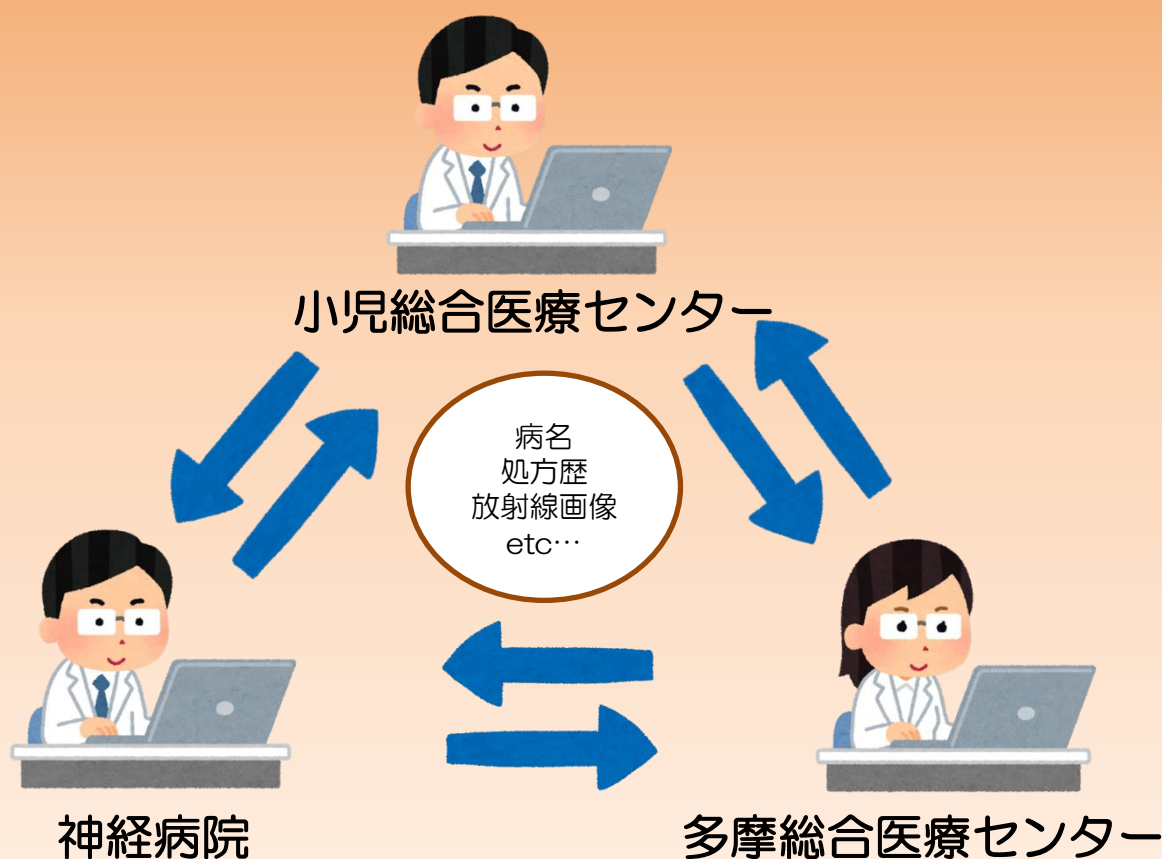 小児総合医療センター
病名
処方歴
放射線画像
etc…
神経病院
多摩総合医療センター